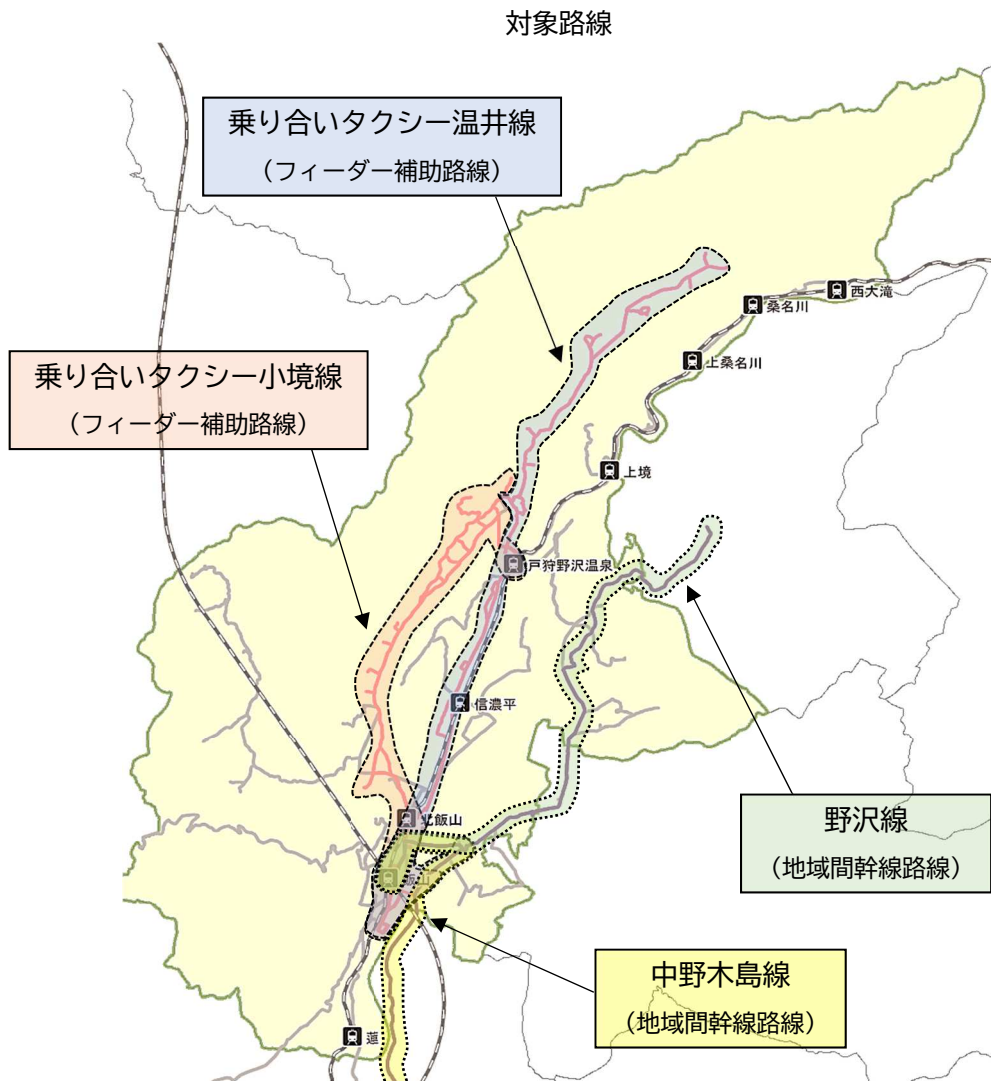 対象路線
乗り合いタクシー温井線
（フィーダー補助路線）
西大滝
桑名川
上桑名川
乗り合いタクシー小境線
（フィーダー補助路線）
上境
戸狩野沢温泉
信濃平
北飯山
野沢線
（地域間幹線路線）
飯山
中野木島線
（地域間幹線路線）
蓮